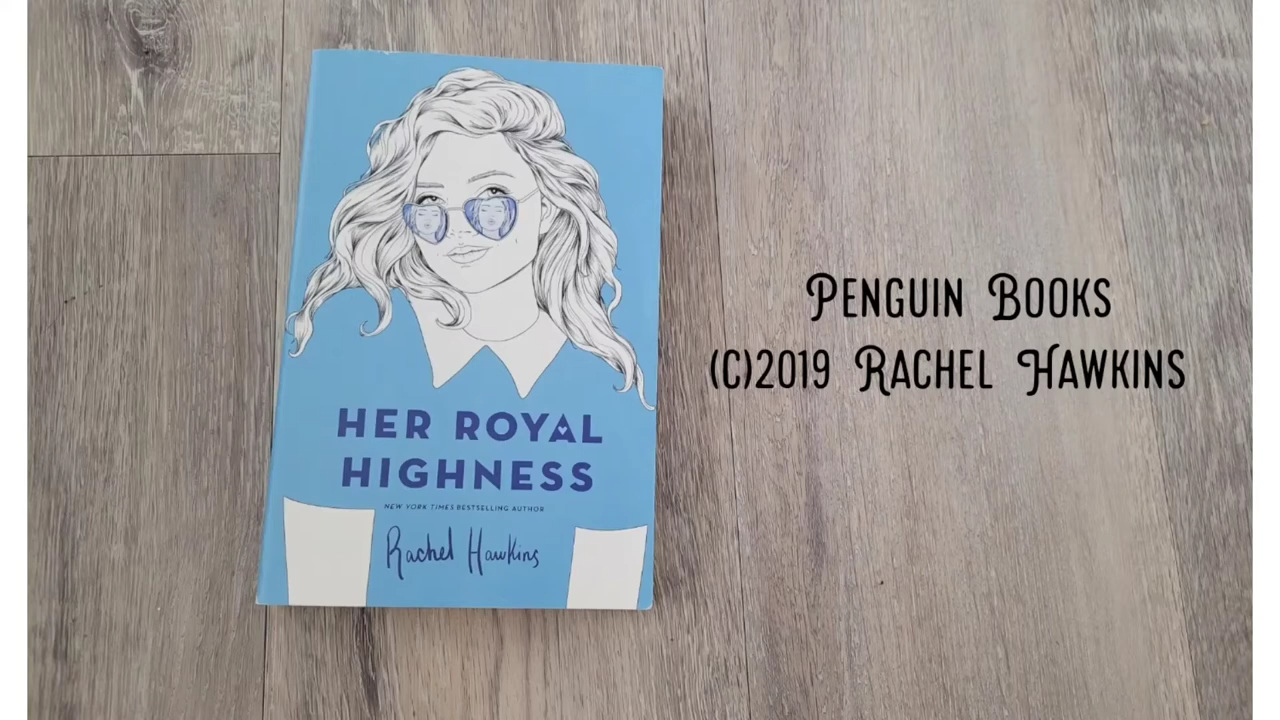 HER ROYAL
HIGHNESS
NEW YORK TIMES BESTSELLING AUTHOR
Rachel Hawkins
PENGUIN BOOKS
(C)2019 RACHEL HAWKINS